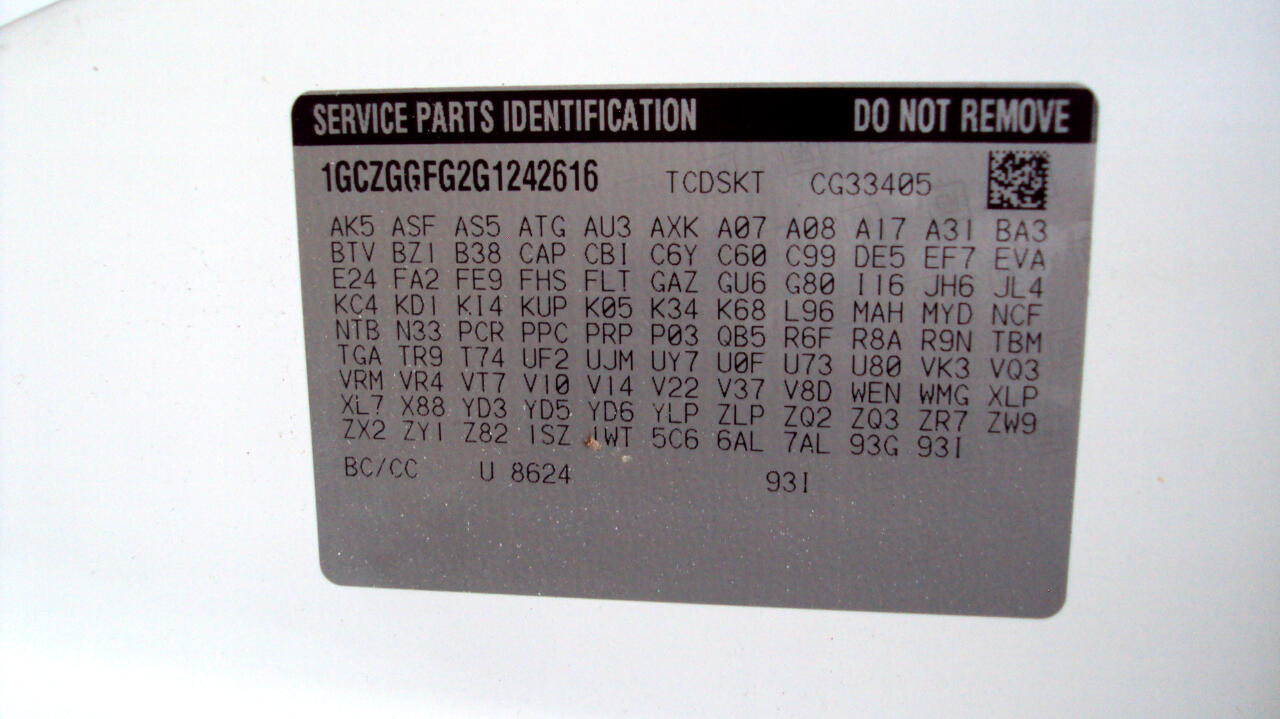 SERVICE PARTS IDENTIFICATION DO NOT REMOVE
1GCZGGFG2G1242616 TCDSKT CG33405
AK5 ASF AS5 ATG AU3 AXK A07 A08 A17 A31 BA3
BTV BZ1 B38 CAP CBI C6Y C60 C99 DE5 EF7 EVA
E24 FA2 FE9 FHS FLT GAZ GU6 G80 I16 JH6 JL4
KC4 KD1 KI4 KUP K05 K34 K68 L96 MAH MYD NCF
NTB N33 PCR PPC PRP P03 QB5 R6F R8A R9N TBM
TGA TR9 T74 UF2 UJM UY7 U0F U73 U80 VK3 VQ3
VRM VR4 VT7 V10 V14 V22 V37 V8D WEN WMG XLP
XL7 X88 YD3 YD5 YD6 YLP ZLP ZQ2 ZQ3 ZR7 ZW9
ZX2 ZY1 Z82 1SZ 1WT 5C6 6AL 7AL 93G 93I
BC/CC U 8624 93I